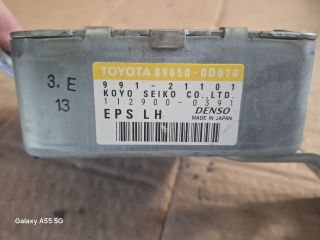 3. E
13
TOYOTA 89650-0D070
991-21101
KOYO SEIKO CO.,LTD.
112900-0391
EPS LH
DENSO
MADE IN JAPAN
Galaxy A55 5G